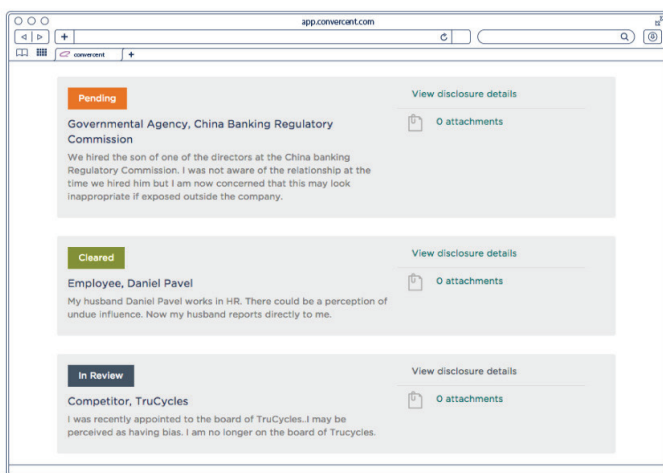 app.convercent.com
convercent
Pending
Governmental Agency, China Banking Regulatory
Commission
We hired the son of one of the directors at the China banking
Regulatory Commission. I was not aware of the relationship at the
time we hired him but I am now concerned that this may look
inappropriate if exposed outside the company.
View disclosure details
0 attachments
Cleared
Employee, Daniel Pavel
My husband Daniel Pavel works in HR. There could be a perception of
undue influence. Now my husband reports directly to me.
View disclosure details
0 attachments
In Review
Competitor, TruCycles
I was recently appointed to the board of TruCycles..I may be
perceived as having bias. I am no longer on the board of Trucycles.
View disclosure details
0 attachments